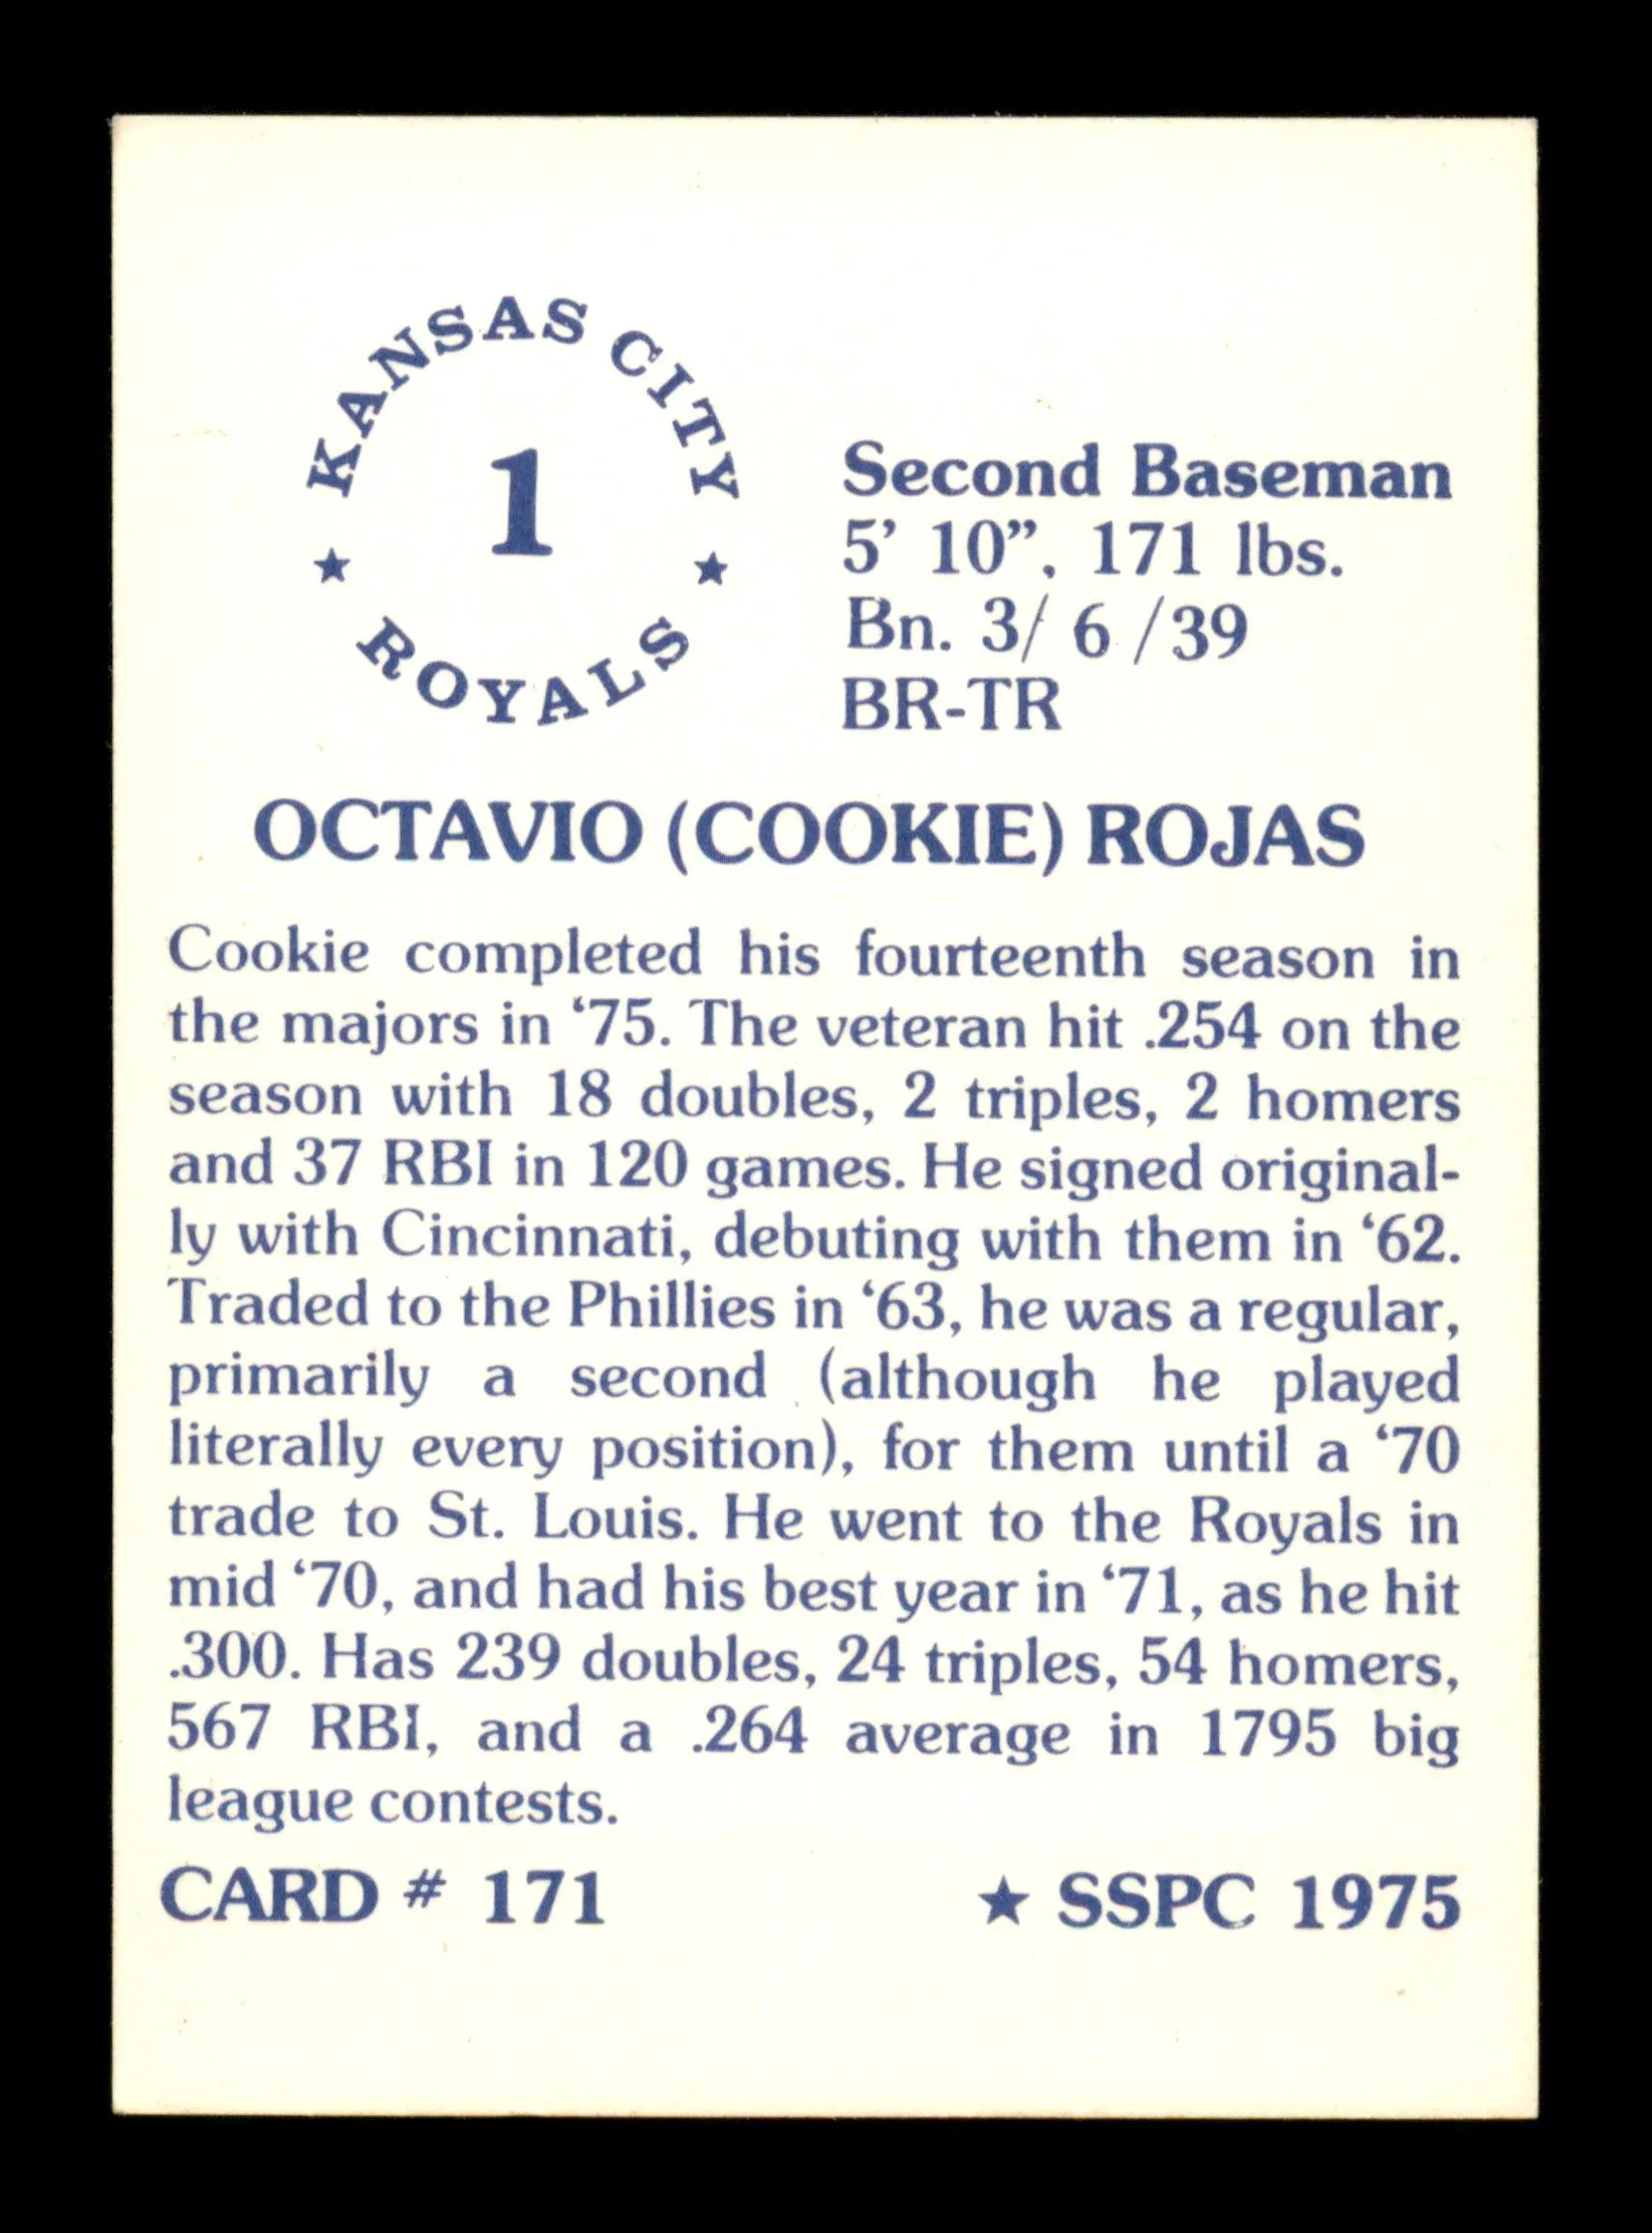 KANSAS CITY
1
★ ★
ROYALS
Second Baseman
5’ 10”, 171 lbs.
Bn. 3/ 6 /39
BR-TR
OCTAVIO (COOKIE) ROJAS
Cookie completed his fourteenth season in
the majors in ‘75. The veteran hit .254 on the
season with 18 doubles, 2 triples, 2 homers
and 37 RBI in 120 games. He signed original-
ly with Cincinnati, debuting with them in ‘62.
Traded to the Phillies in ‘63, he was a regular,
primarily a second (although he played
literally every position), for them until a ‘70
trade to St. Louis. He went to the Royals in
mid ‘70, and had his best year in ‘71, as he hit
.300. Has 239 doubles, 24 triples, 54 homers,
567 RBI, and a .264 average in 1795 big
league contests.
CARD # 171
★ SSPC 1975